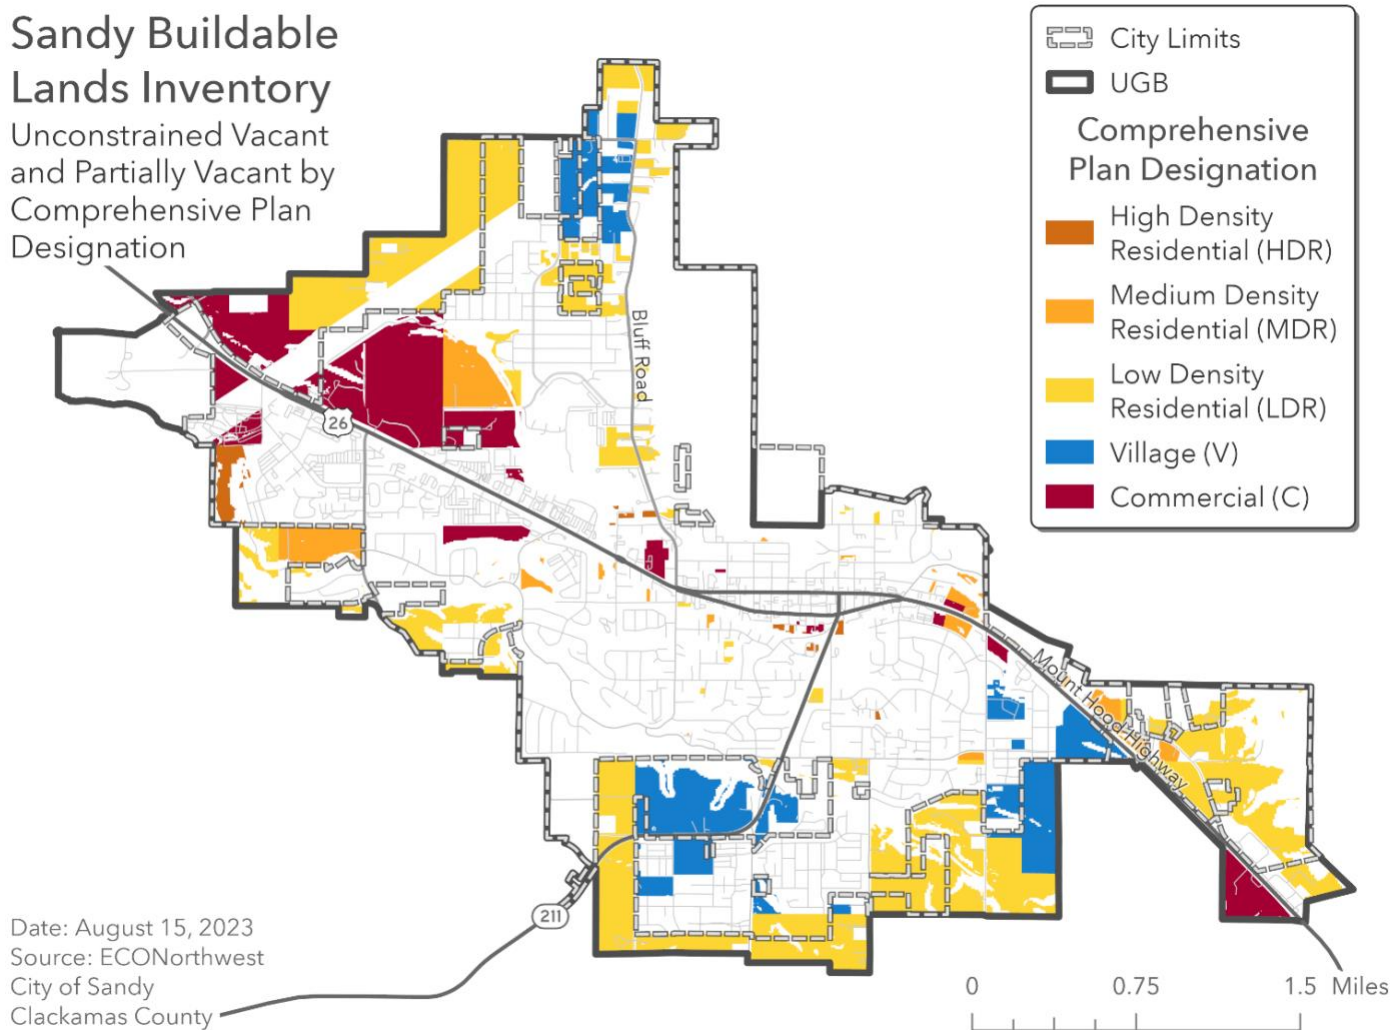 Sandy Buildable
Lands Inventory
Unconstrained Vacant
and Partially Vacant by
Comprehensive Plan
Designation
City Limits
UGB
Comprehensive
Plan Designation
High Density
Residential (HDR)
Medium Density
Residential (MDR)
Low Density
Residential (LDR)
Village (V)
Commercial (C)
Bluff Road
26
Mount Hood Highway
211
Date: August 15, 2023
Source: ECONorthwest
City of Sandy
Clackamas County
0 0.75 1.5 Miles